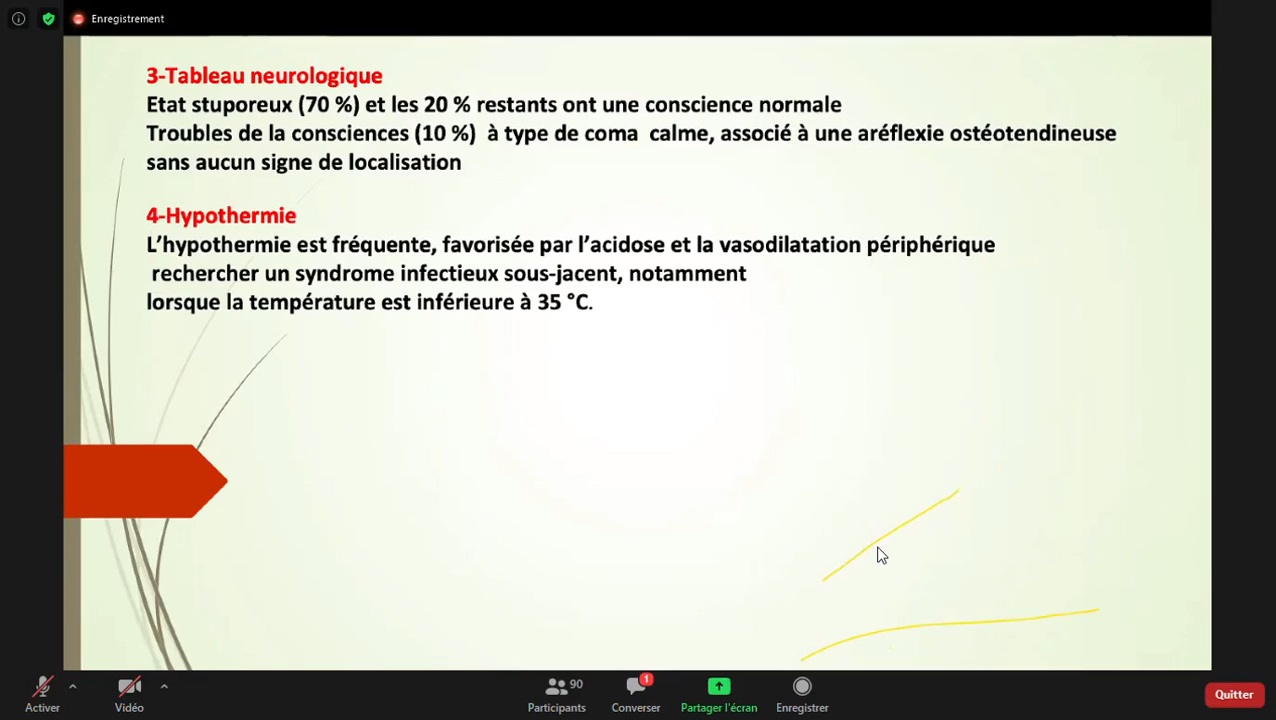 Enregistrement
3-Tableau neurologique
Etat stuporeux (70 %) et les 20 % restants ont une conscience normale
Troubles de la consciences (10 %) à type de coma calme, associé à une aréflexie ostéotendineuse
sans aucun signe de localisation
4-Hypothermie
L’hypothermie est fréquente, favorisée par l’acidose et la vasodilatation périphérique
rechercher un syndrome infectieux sous-jacent, notamment
lorsque la température est inférieure à 35 °C.
90
1
Activer
Vidéo
Participants
Converser
Partager l'écran
Enregistrer
Quitter